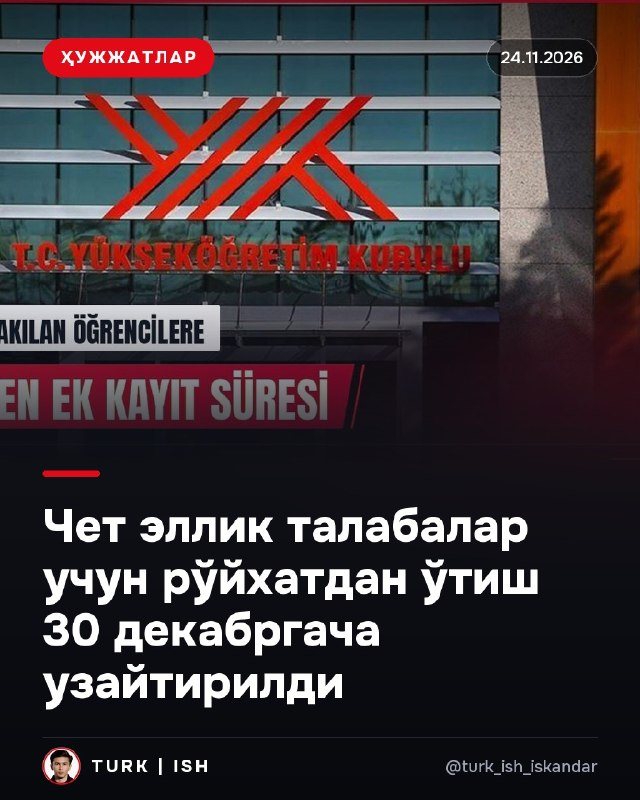 ҲУЖЖАТЛАР
24.11.2026
T.C. YÜKSEKÖĞRETİM KURULU
AKILAN ÖĞRENCİLERE
EN EK KAYIT SÜRESİ
Чет эллик талабалар
учун рўйхатдан ўтиш
30 декабргача
узайтирилди
TURK | ISH
@turk_ish_iskandar